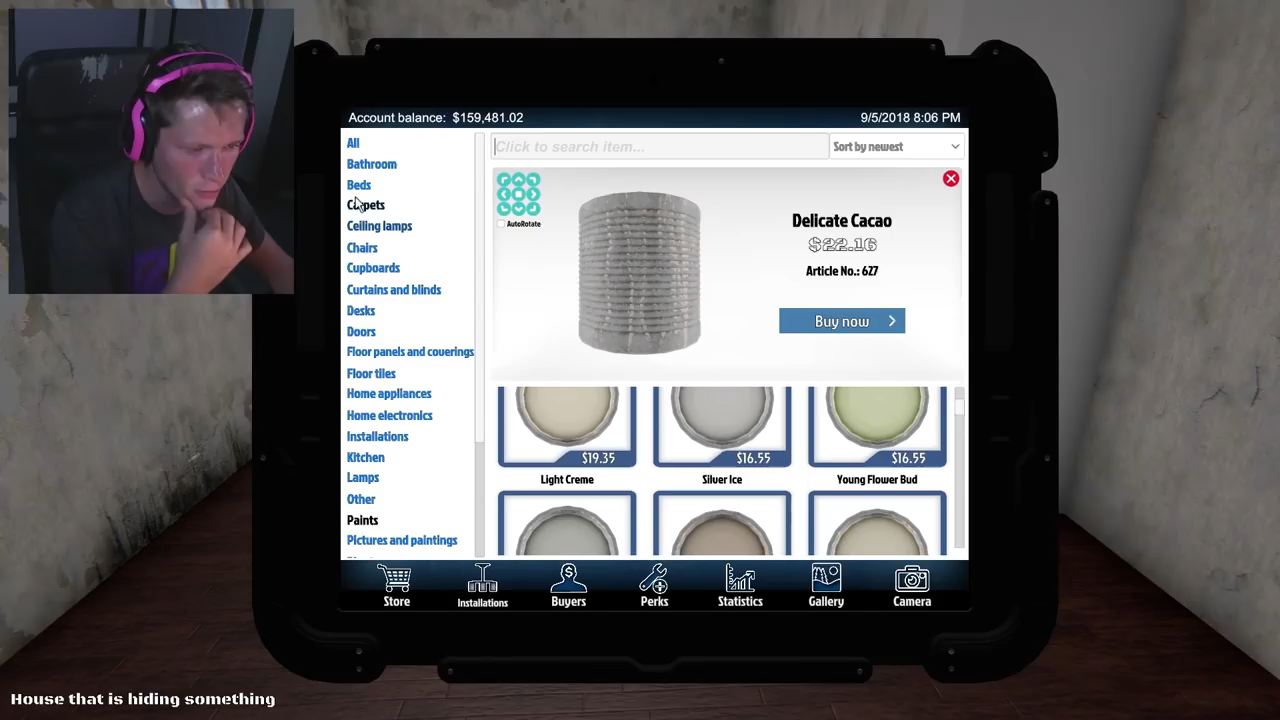 Account balance: $159,481.02
9/5/2018 8:06 PM
All
Bathroom
Beds
Carpets
Ceiling lamps
Chairs
Cupboards
Curtains and blinds
Desks
Doors
Floor panels and coverings
Floor tiles
Home appliances
Home electronics
Installations
Kitchen
Lamps
Other
Paints
Pictures and paintings
Click to search item...
Sort by newest
AutoRotate
Delicate Cacao
$22.16
Article No.: 627
Buy now
$19.35
$16.55
$16.55
Light Creme
Silver Ice
Young Flower Bud
Store
Installations
Buyers
Perks
Statistics
Gallery
Camera
House that is hiding something